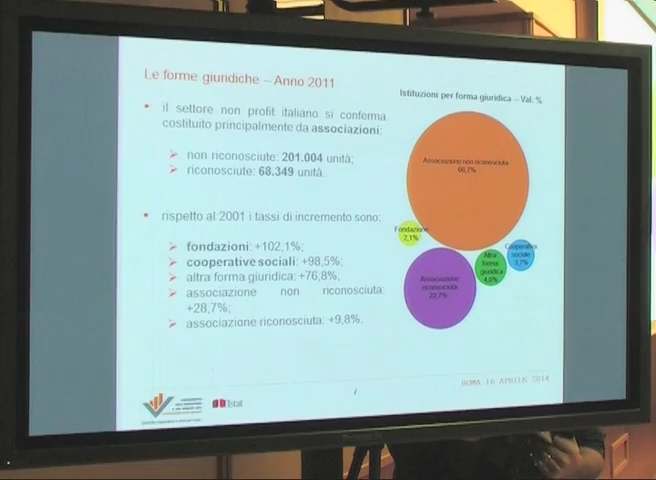 Le forme giuridiche – Anno 2011
il settore non profit italiano si conferma
costituito principalmente da associazioni:
non riconosciute: 201.004 unità;
riconosciute: 68.349 unità.
rispetto al 2001 i tassi di incremento sono:
fondazioni: +102,1%;
cooperative sociali: +98,5%;
altra forma giuridica: +76,8%;
associazione non riconosciuta:
+28,7%;
associazione riconosciuta: +9,8%.
Istituzioni per forma giuridica – Val. %
Associazione non riconosciuta
66,7%
Fondazione
2,1%
Cooperativa
sociale
3,7%
Altra
forma
giuridica
4,8%
Associazione
riconosciuta
22,7%
ROMA 16 APRILE 2014
Istat